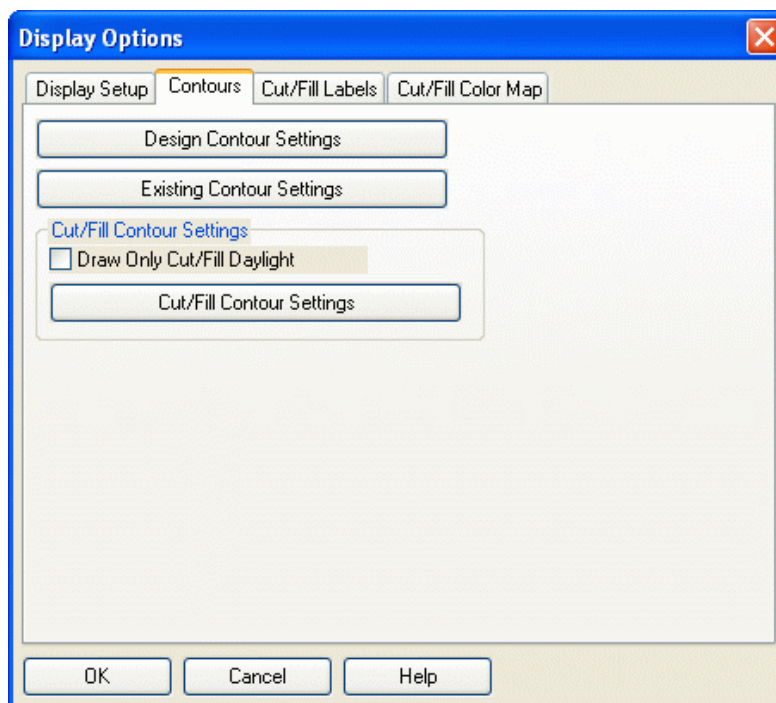 Display Options
Display Setup Contours Cut/Fill Labels Cut/Fill Color Map
Design Contour Settings
Existing Contour Settings
Cut/Fill Contour Settings
Draw Only Cut/Fill Daylight
Cut/Fill Contour Settings
OK Cancel Help